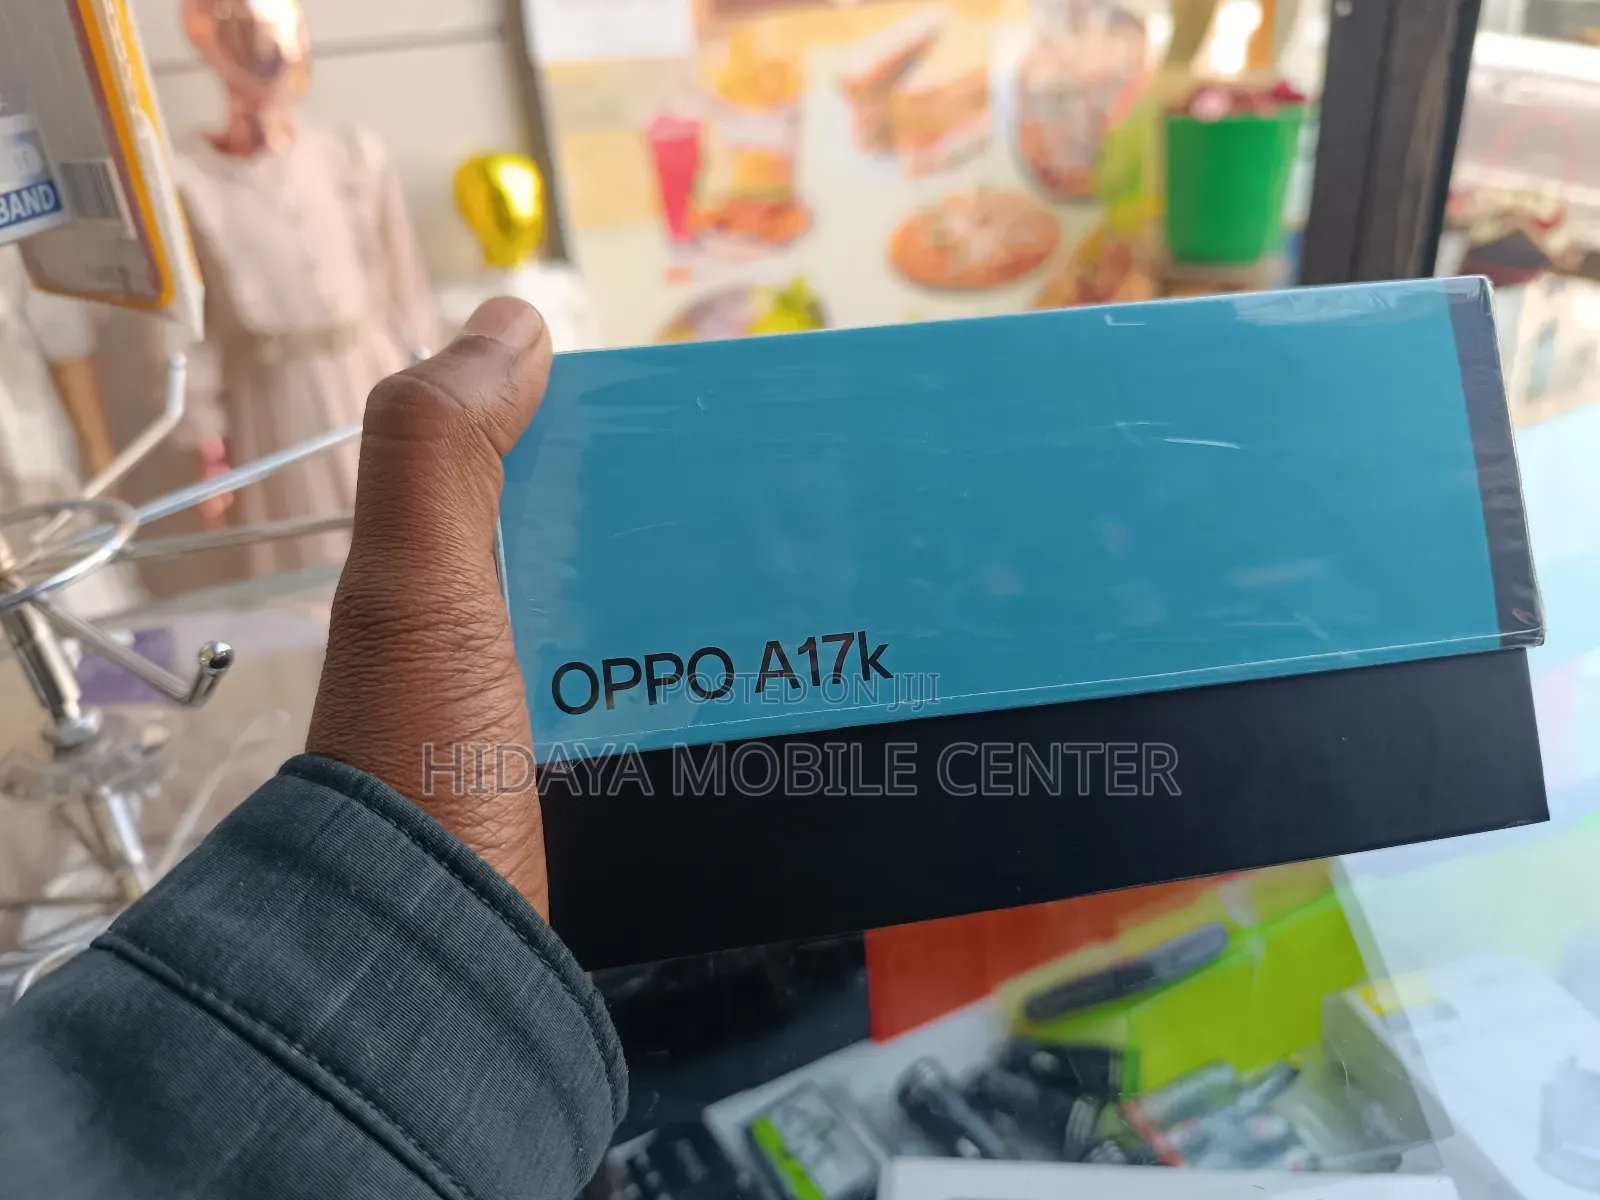 BAND
OPPO A17k
POSTED ON JIJI
HIDAYA MOBILE CENTER